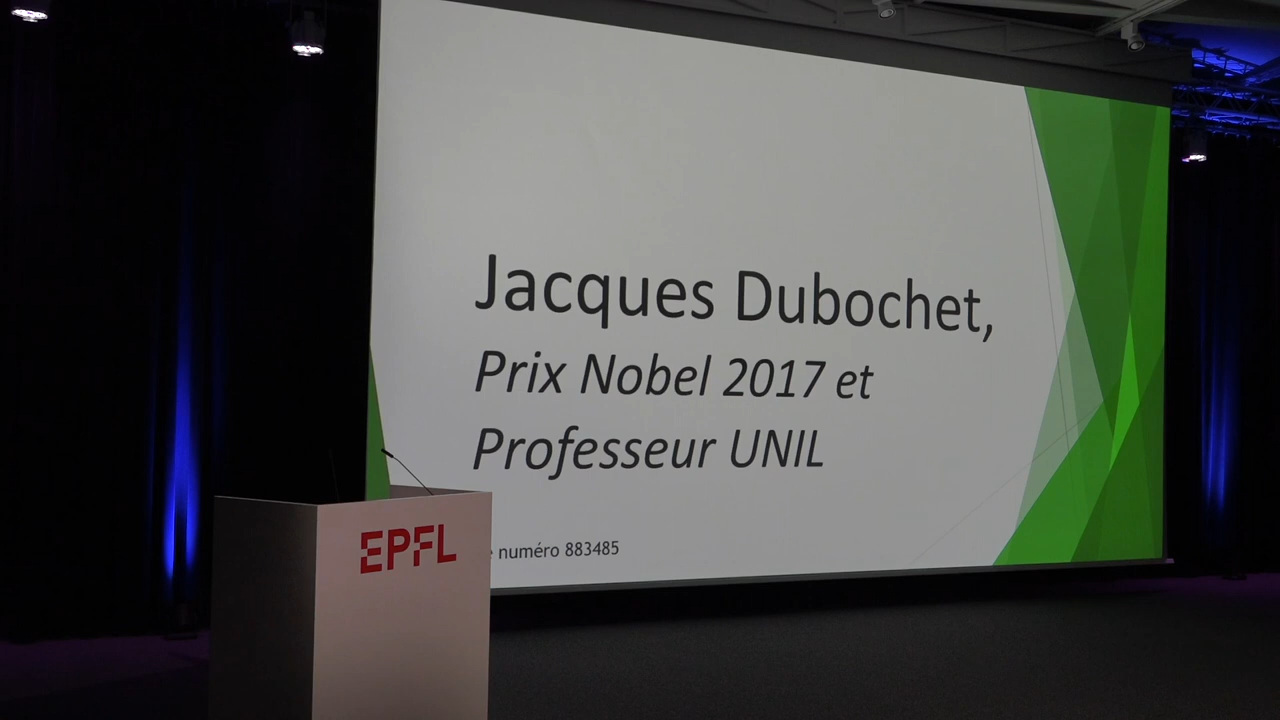 Jacques Dubochet,
Prix Nobel 2017 et
Professeur UNIL
numéro 883485
EPFL